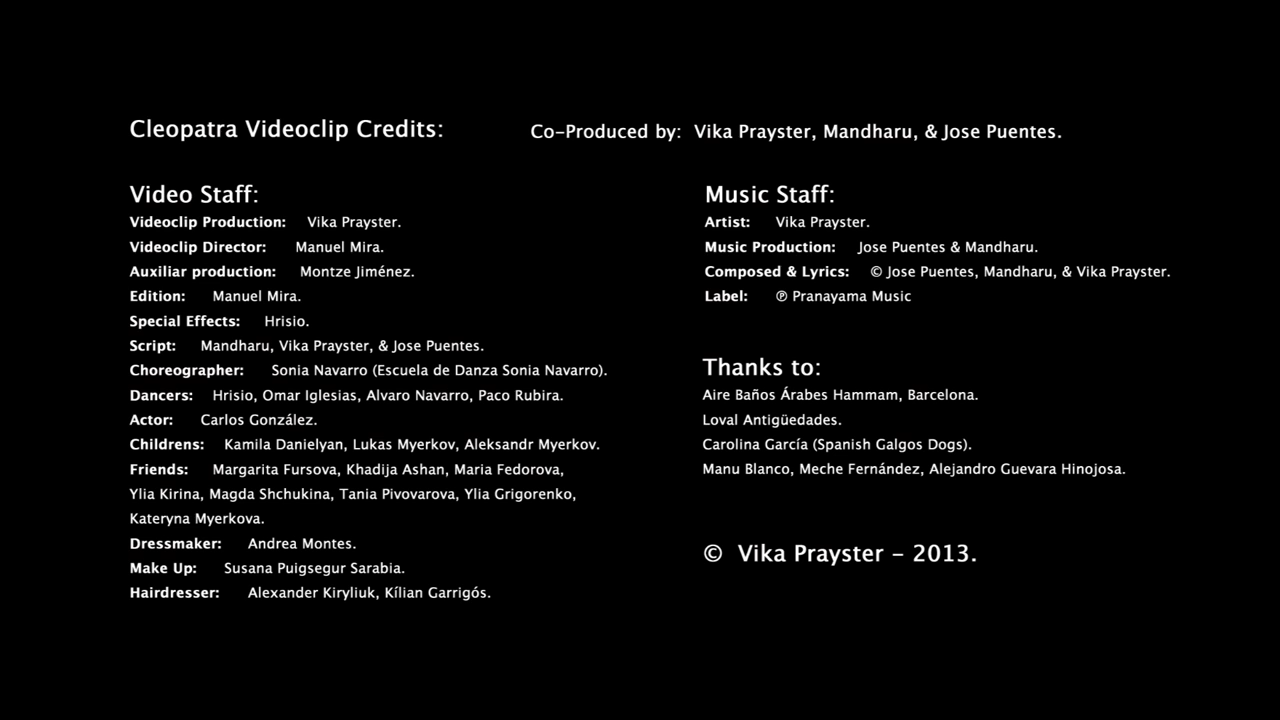 Cleopatra Videoclip Credits:
Co-Produced by: Vika Prayster, Mandharu, & Jose Puentes.
Video Staff:
Videoclip Production: Vika Prayster.
Videoclip Director: Manuel Mira.
Auxiliar production: Montze Jiménez.
Edition: Manuel Mira.
Special Effects: Hrisio.
Script: Mandharu, Vika Prayster, & Jose Puentes.
Choreographer: Sonia Navarro (Escuela de Danza Sonia Navarro).
Dancers: Hrisio, Omar Iglesias, Alvaro Navarro, Paco Rubira.
Actor: Carlos González.
Childrens: Kamila Danielyan, Lukas Myerkov, Aleksandr Myerkov.
Friends: Margarita Fursova, Khadija Ashan, Maria Fedorova,
Ylia Kirina, Magda Shchukina, Tania Pivovarova, Ylia Grigorenko,
Kateryna Myerkova.
Dressmaker: Andrea Montes.
Make Up: Susana Puigsegur Sarabia.
Hairdresser: Alexander Kiryliuk, Kílian Garrigós.
Music Staff:
Artist: Vika Prayster.
Music Production: Jose Puentes & Mandharu.
Composed & Lyrics: © Jose Puentes, Mandharu, & Vika Prayster.
Label: ℗ Pranayama Music
Thanks to:
Aire Baños Árabes Hammam, Barcelona.
Loval Antigüedades.
Carolina García (Spanish Galgos Dogs).
Manu Blanco, Meche Fernández, Alejandro Guevara Hinojosa.
© Vika Prayster - 2013.